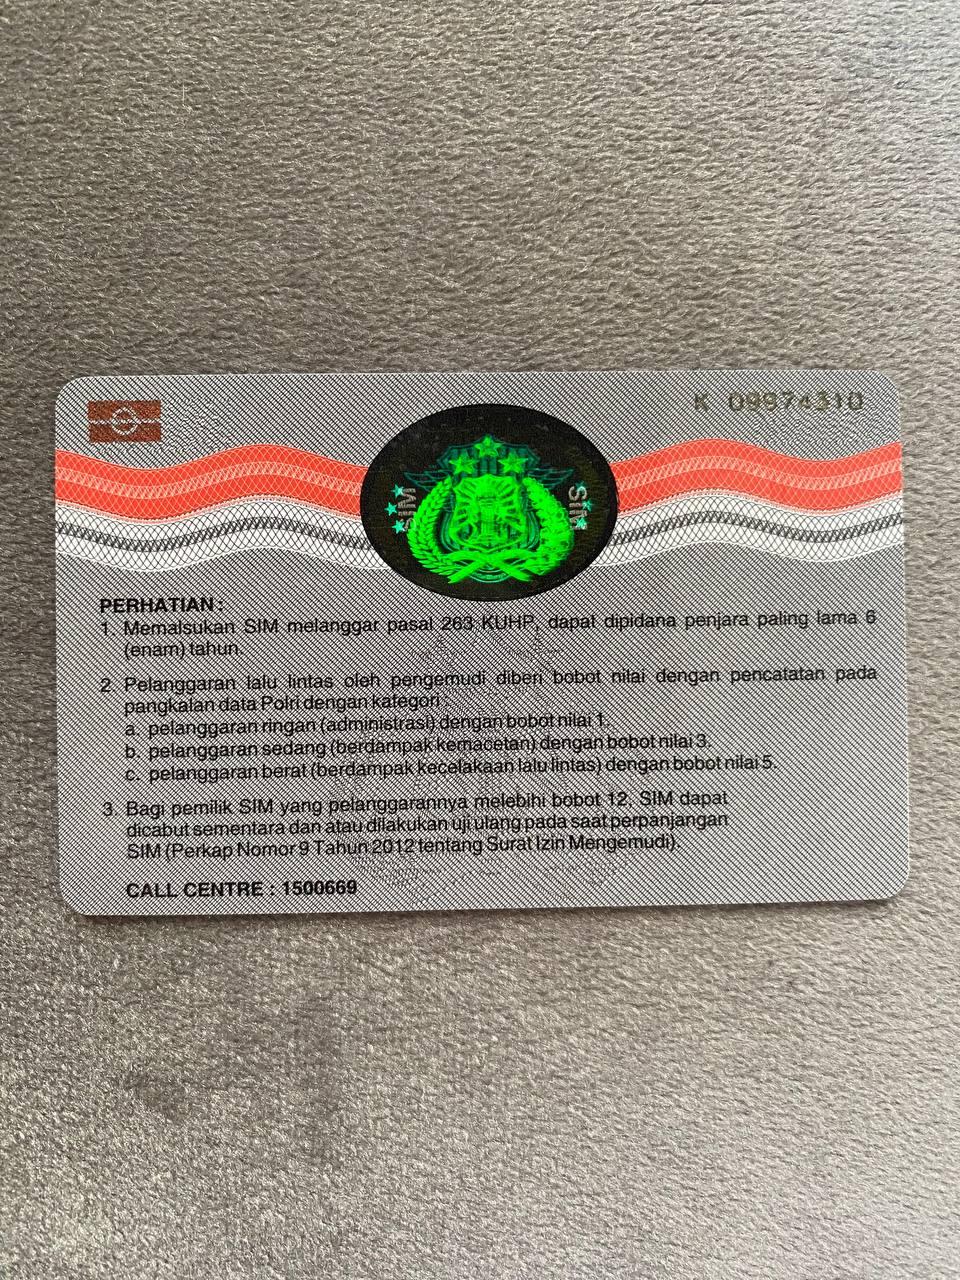 K 09974310
SIM SIM
PERHATIAN :
1. Memalsukan SIM melanggar pasal 263 KUHP, dapat dipidana penjara paling lama 6
(enam) tahun.
2. Pelanggaran lalu lintas oleh pengemudi diberi bobot nilai dengan pencatatan pada
pangkalan data Polri dengan kategori :
a. pelanggaran ringan (administrasi) dengan bobot nilai 1.
b. pelanggaran sedang (berdampak kemacetan) dengan bobot nilai 3.
c. pelanggaran berat (berdampak kecelakaan lalu lintas) dengan bobot nilai 5.
3. Bagi pemilik SIM yang pelanggarannya melebihi bobot 12, SIM dapat
dicabut sementara dan atau dilakukan uji ulang pada saat perpanjangan
SIM (Perkap Nomor 9 Tahun 2012 tentang Surat Izin Mengemudi).
CALL CENTRE : 1500669